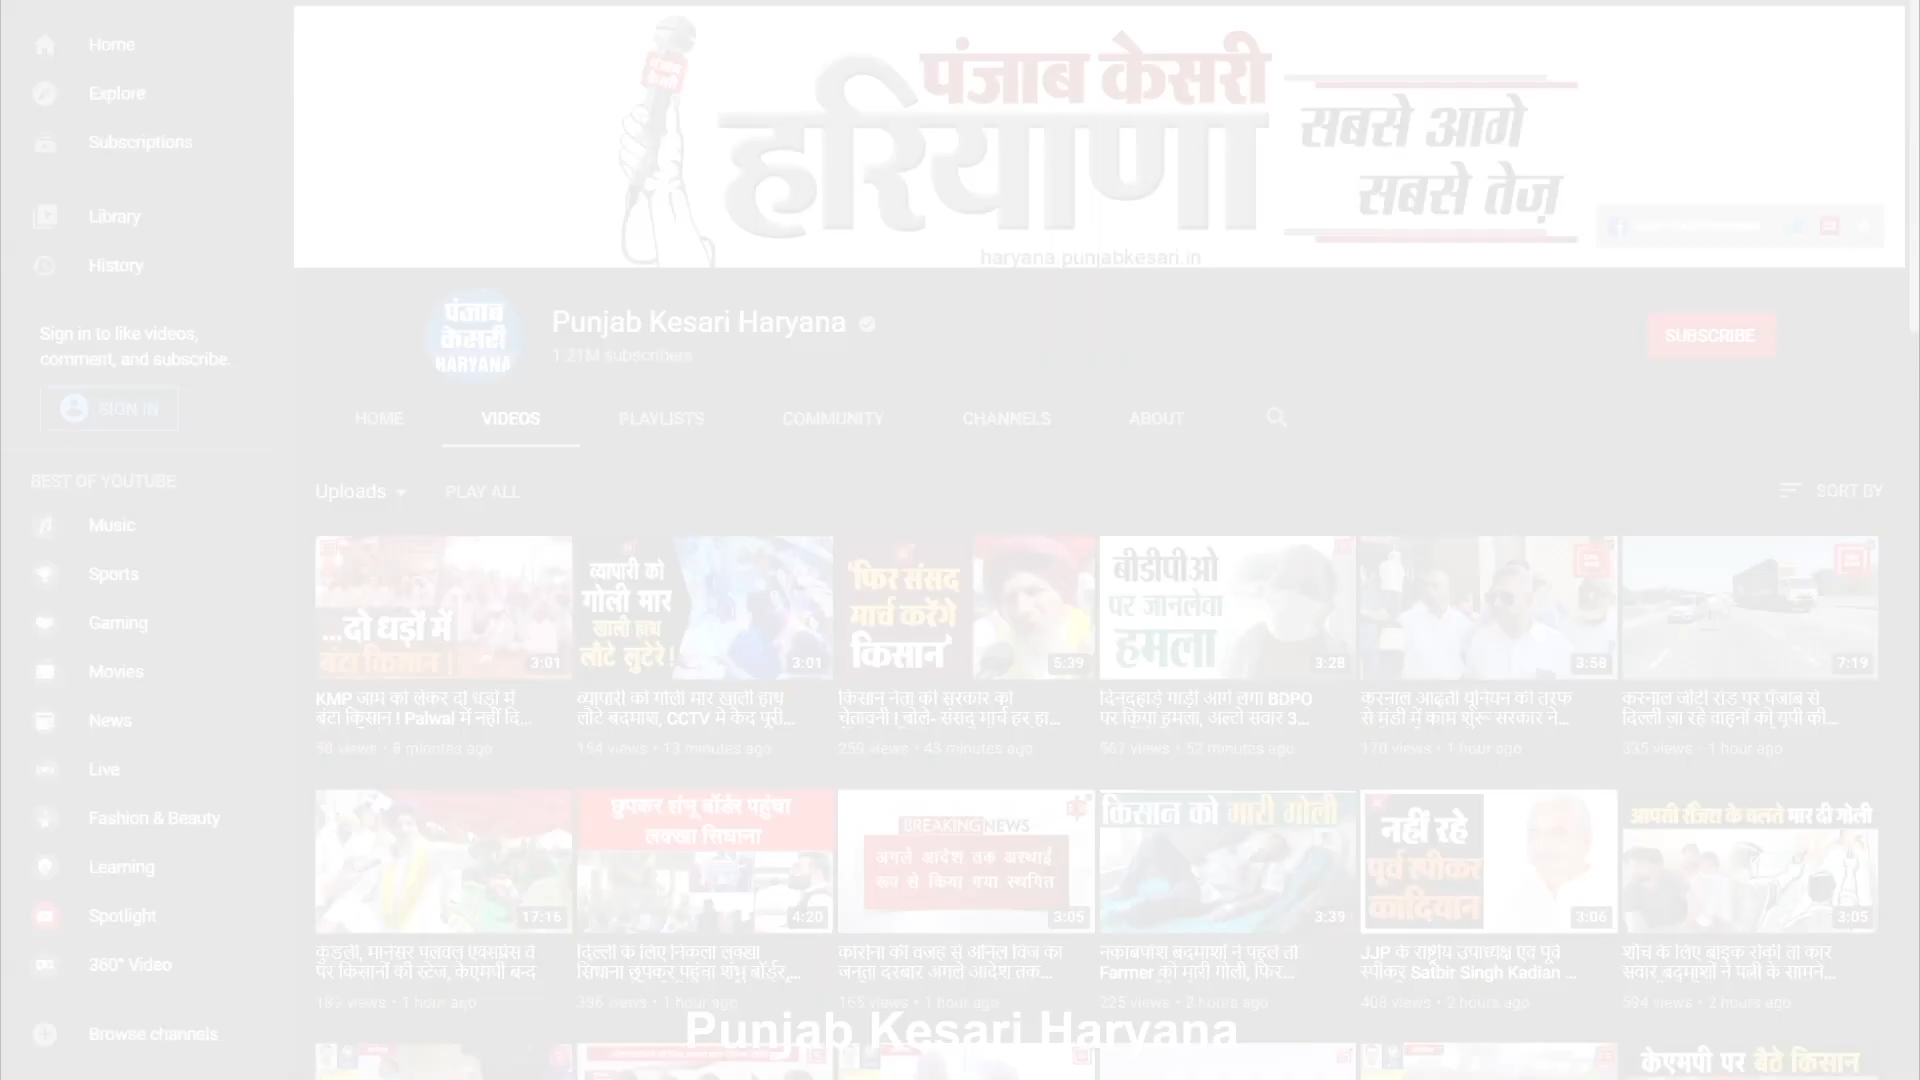 Home
Explore
Subscriptions
Library
History
Sign in to like videos,
comment, and subscribe.
SIGN IN
BEST OF YOUTUBE
Music
Sports
Gaming
Movies
News
Live
Fashion & Beauty
Learning
Spotlight
360° Video
Browse channels
पंजाब केसरी
हरियाणा
सबसे आगे
सबसे तेज़
haryana.punjabkesari.in
पंजाब
केसरी
HARYANA
Punjab Kesari Haryana
1.21M subscribers
SUBSCRIBE
HOME VIDEOS PLAYLISTS COMMUNITY CHANNELS ABOUT
Uploads PLAY ALL SORT BY
...दो धड़ों में
बंटा किसान !
3:01
व्यापारी को
गोली मार
खाली हाथ
लौटे लुटेरे !
3:01
'फिर संसद
मार्च करेंगे
किसान'
5:39
बीडीपीओ
पर जानलेवा
हमला
3:28
3:58
7:19
KMP जाम को लेकर दो धड़ों में
बंटा किसान ! Palwal में नहीं दि...
58 views • 8 minutes ago
व्यापारी को गोली मार खाली हाथ
लौटे बदमाश, CCTV में कैद पूरी...
154 views • 13 minutes ago
किसान नेता की सरकार को
चेतावनी ! बोले- संसद मार्च हर हा...
259 views • 43 minutes ago
दिनदहाड़े गाड़ी आगे लगा BDPO
पर किया हमला, अल्टो सवार 3...
567 views • 52 minutes ago
करनाल आढ़ती यूनियन की तरफ
से मंडी में काम शुरू सरकार ने...
170 views • 1 hour ago
करनाल जीटी रोड पर पंजाब से
दिल्ली जा रहे वाहनों को यूपी की...
335 views • 1 hour ago
17:16
छुपकर शंभू बॉर्डर पहुंचा
लक्खा सिधाना
4:20
BREAKING NEWS
अगले आदेश तक अस्थाई
रूप से किया गया स्थगित
3:05
किसान को मारी गोली
3:39
नहीं रहे
पूर्व स्पीकर
कादियान
3:06
आपसी रंजिश के चलते मार दी गोली
3:05
कुंडली, मानेसर पलवल एक्सप्रेस वे
पर किसानों की स्टेज, केएमपी बन्द
189 views • 1 hour ago
दिल्ली के लिए निकला लक्खा
सिधाना छुपकर पहुंचा शंभू बॉर्डर,...
396 views • 1 hour ago
कोरोना की वजह से अनिल विज का
जनता दरबार अगले आदेश तक...
165 views • 1 hour ago
नकाबपोश बदमाशों ने पहले तो
Farmer को मारी गोली, फिर...
225 views • 2 hours ago
JJP के राष्ट्रीय उपाध्यक्ष एवं पूर्व
स्पीकर Satbir Singh Kadian ...
408 views • 2 hours ago
शौच के लिए बाइक रोकी तो कार
सवार बदमाशों ने पत्नी के सामने...
594 views • 2 hours ago
Punjab Kesari Haryana
केएमपी पर बैठे किसान